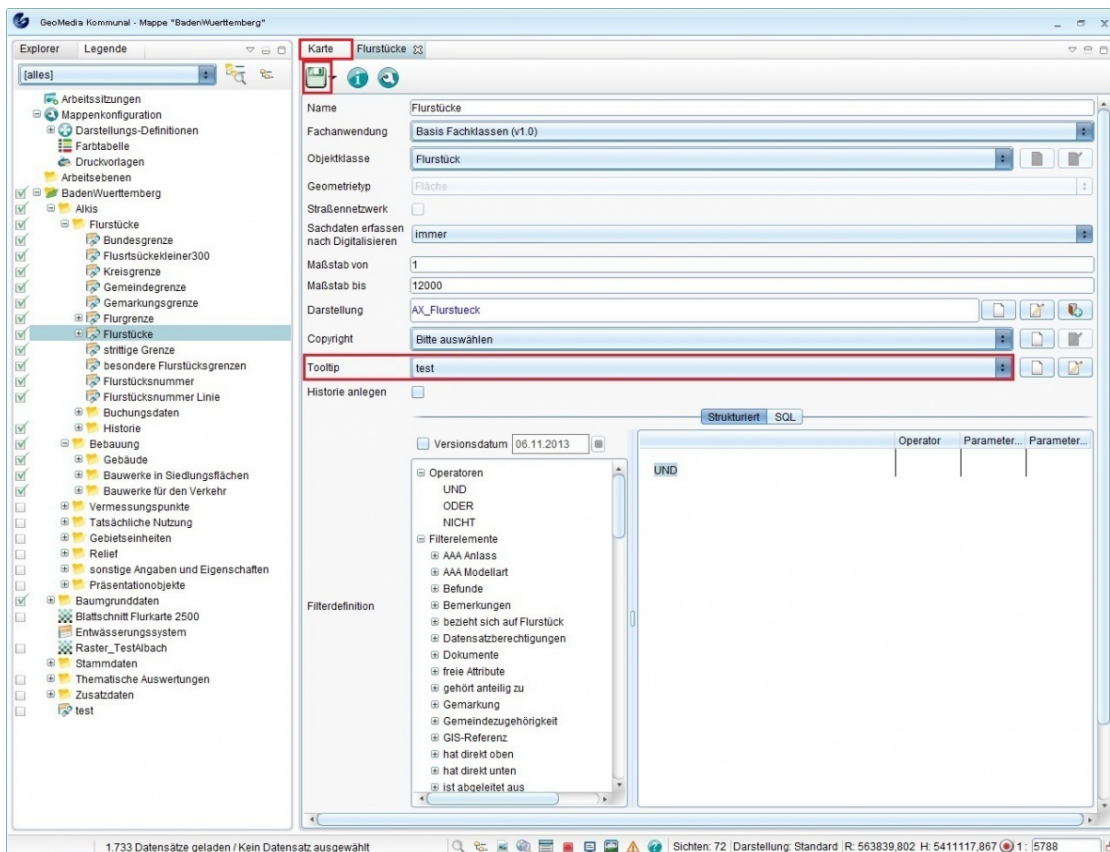 GeoMedia Kommunal - Mappe "BadenWuerttemberg"
Explorer Legende
[alles]
Arbeitssitzungen
Mappenkonfiguration
Darstellungs-Definitionen
Farbtabelle
Druckvorlagen
Arbeitsebenen
BadenWuerttemberg
Alkis
Flurstücke
Bundesgrenze
Flusrtsückekleiner300
Kreisgrenze
Gemeindegrenze
Gemarkungsgrenze
Flurgrenze
Flurstücke
strittige Grenze
besondere Flurstücksgrenzen
Flurstücksnummer
Flurstücksnummer Linie
Buchungsdaten
Historie
Bebauung
Gebäude
Bauwerke in Siedlungsflächen
Bauwerke für den Verkehr
Vermessungspunkte
Tatsächliche Nutzung
Gebietseinheiten
Relief
sonstige Angaben und Eigenschaften
Präsentationobjekte
Baumgrunddaten
Blattschnitt Flurkarte 2500
Entwässerungssystem
Raster_TestAlbach
Stammdaten
Thematische Auswertungen
Zusatzdaten
test
Karte Flurstücke
Name Flurstücke
Fachanwendung Basis Fachklassen (v1.0)
Objektklasse Flurstück
Geometrietyp Fläche
Straßennetzwerk
Sachdaten erfassen
nach Digitalisieren immer
Maßstab von 1
Maßstab bis 12000
Darstellung AX_Flurstueck
Copyright Bitte auswählen
Tooltip test
Historie anlegen
Strukturiert SQL
Versionsdatum 06.11.2013
Operator Parameter... Parameter...
UND
Operatoren
UND
ODER
NICHT
Filterelemente
AAA Anlass
AAA Modellart
Befunde
Filterdefinition
Bemerkungen
bezieht sich auf Flurstück
Datensatzberechtigungen
Dokumente
freie Attribute
gehört anteilig zu
Gemarkung
Gemeindezugehörigkeit
GIS-Referenz
hat direkt oben
hat direkt unten
ist abgeleitet aus
1.733 Datensätze geladen / Kein Datensatz ausgewählt
Sichten: 72 Darstellung: Standard R: 563839,802 H: 5411117,867 1 : 5788